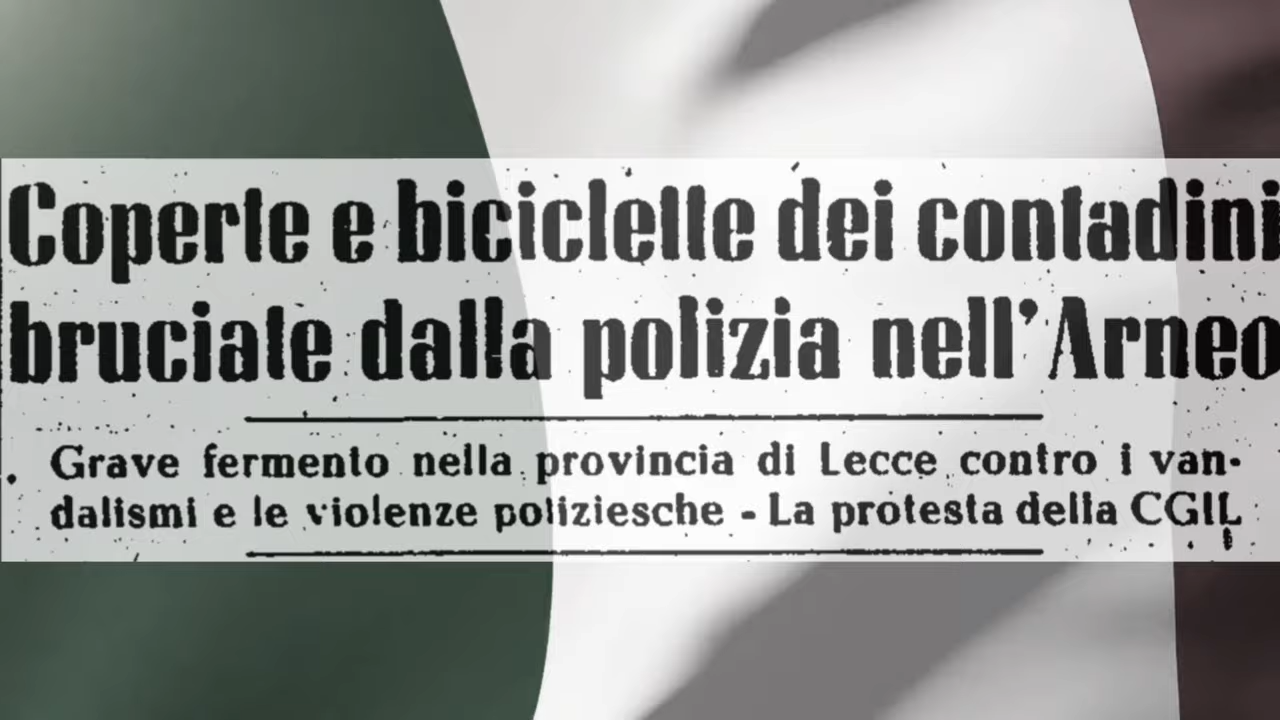 Coperte e biciclette dei contadini
bruciate dalla polizia nell'Arneo
Grave fermento nella provincia di Lecce contro i van-
dalismi e le violenze poliziesche - La protesta della CGIL